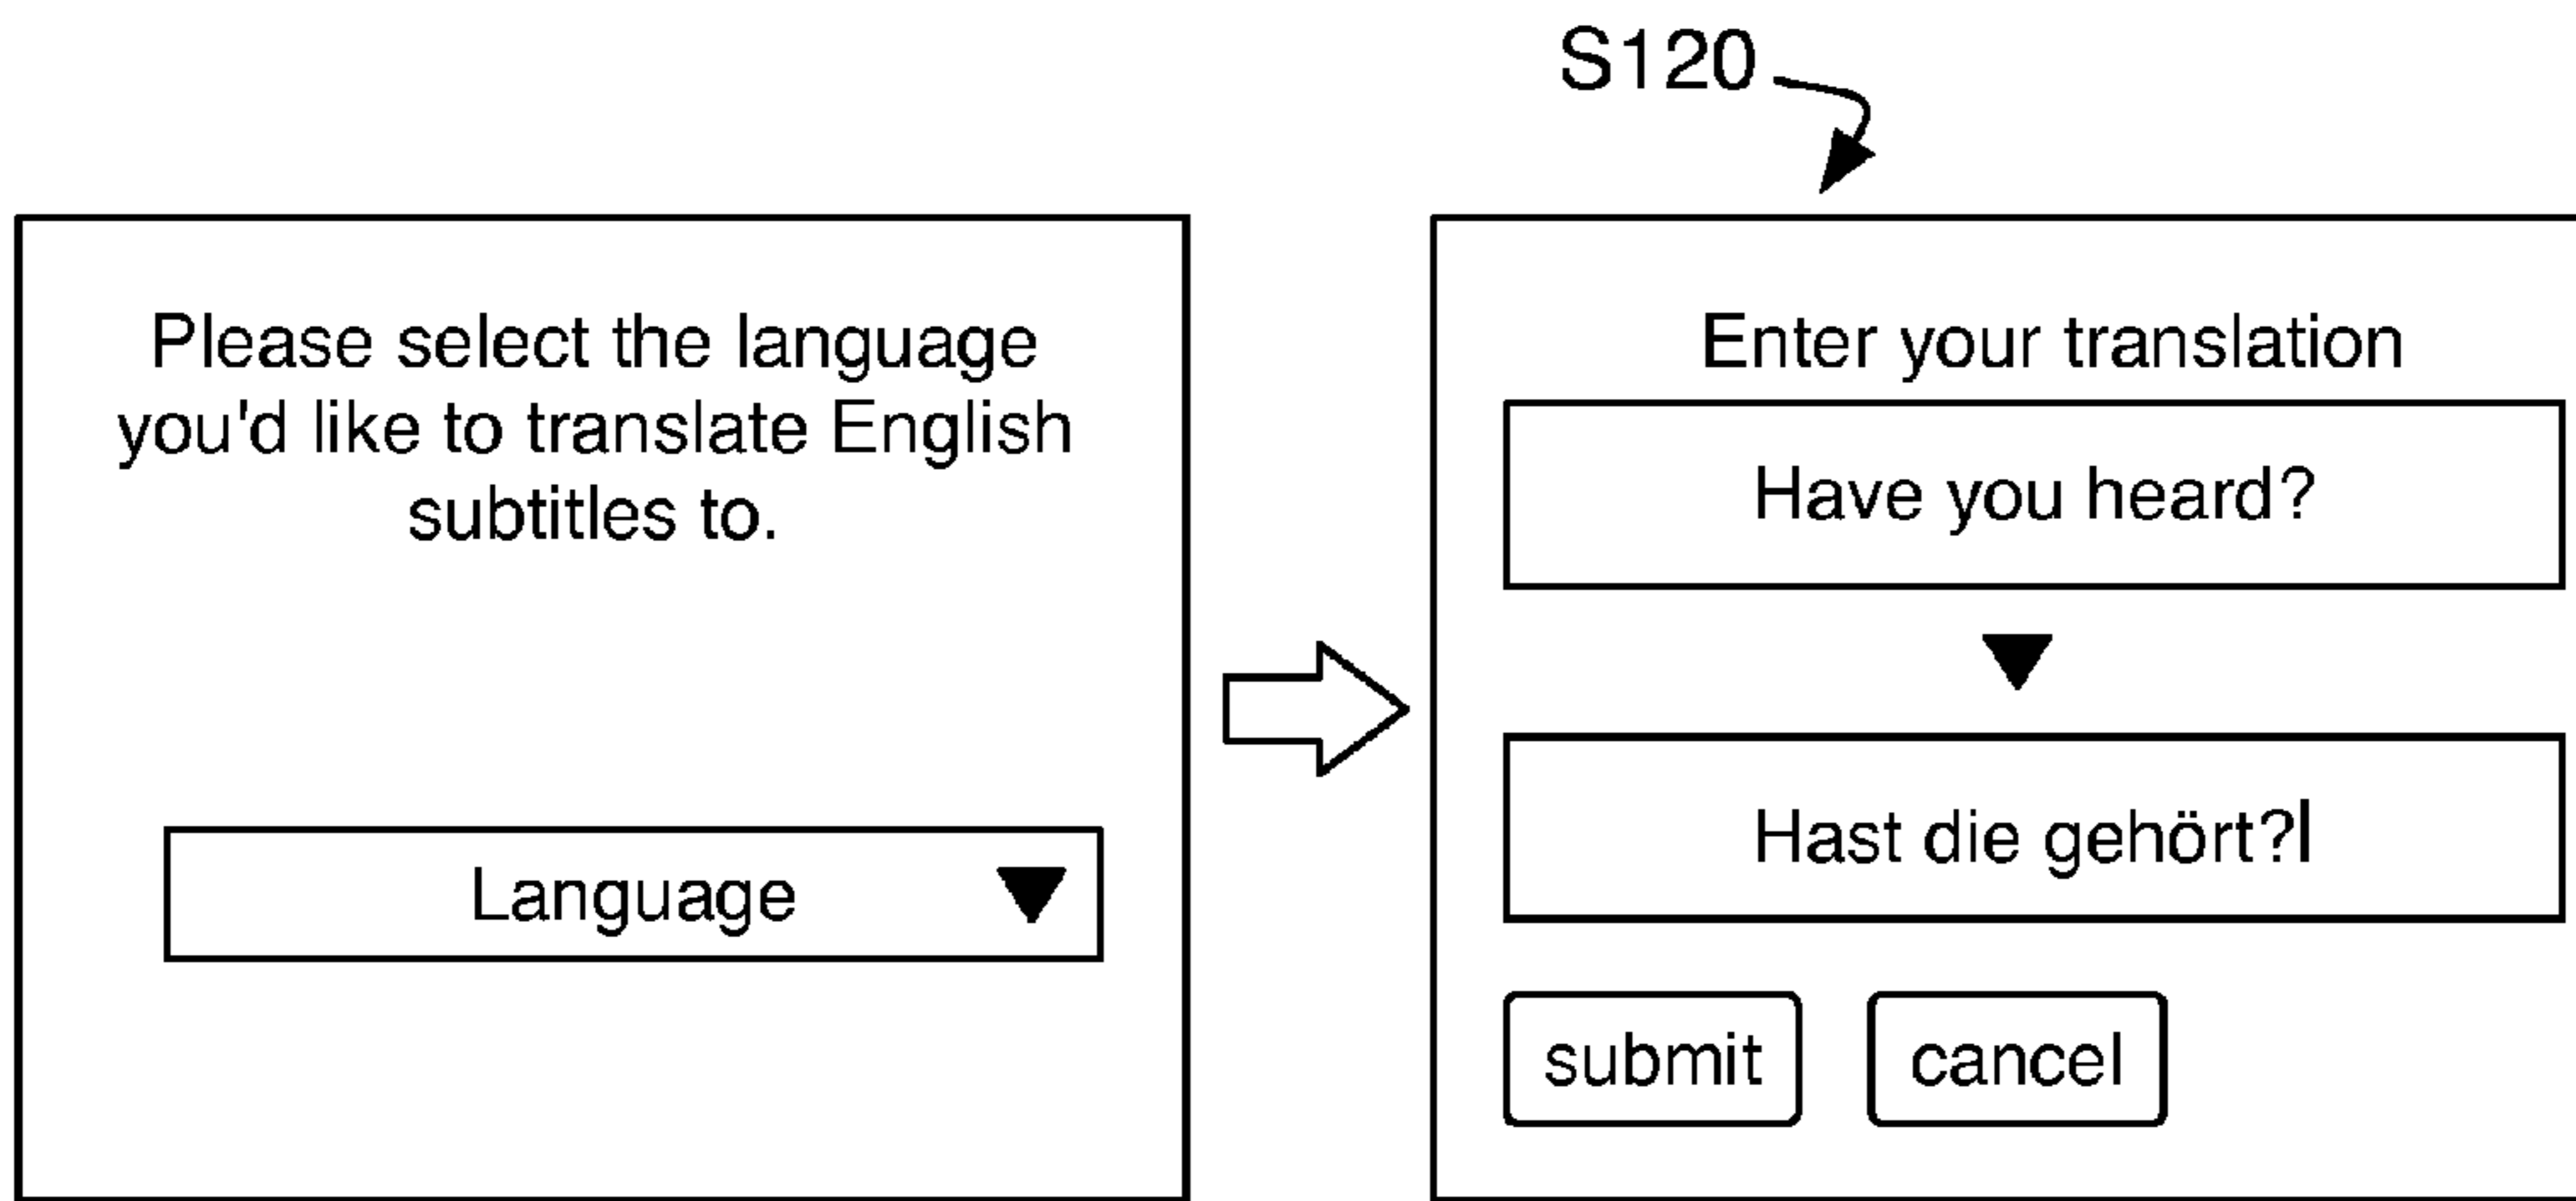 S120
Please select the language
you'd like to translate English
subtitles to.
Language
Enter your translation
Have you heard?
Hast die gehört?
submit
cancel